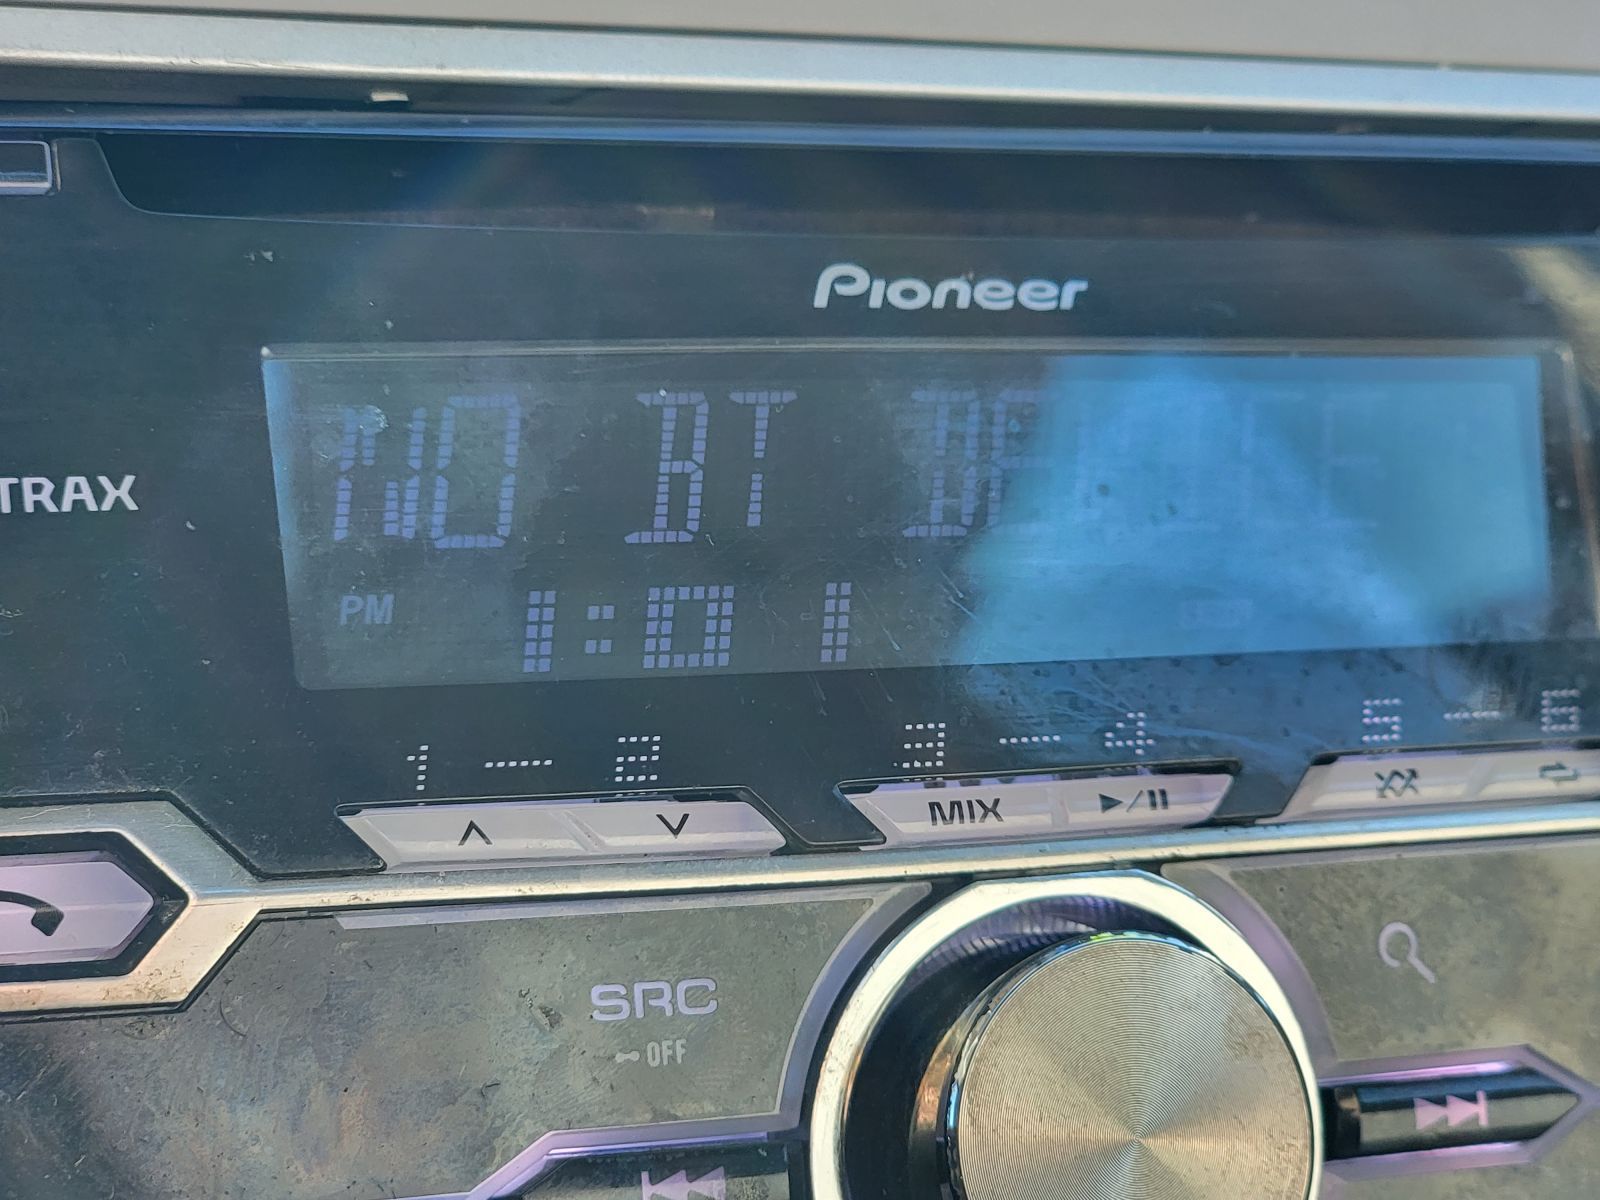 Pioneer
TRAX
NO BT
PM 1:01
1 — 2 3 — 4 5 — 6
MIX
SRC
OFF